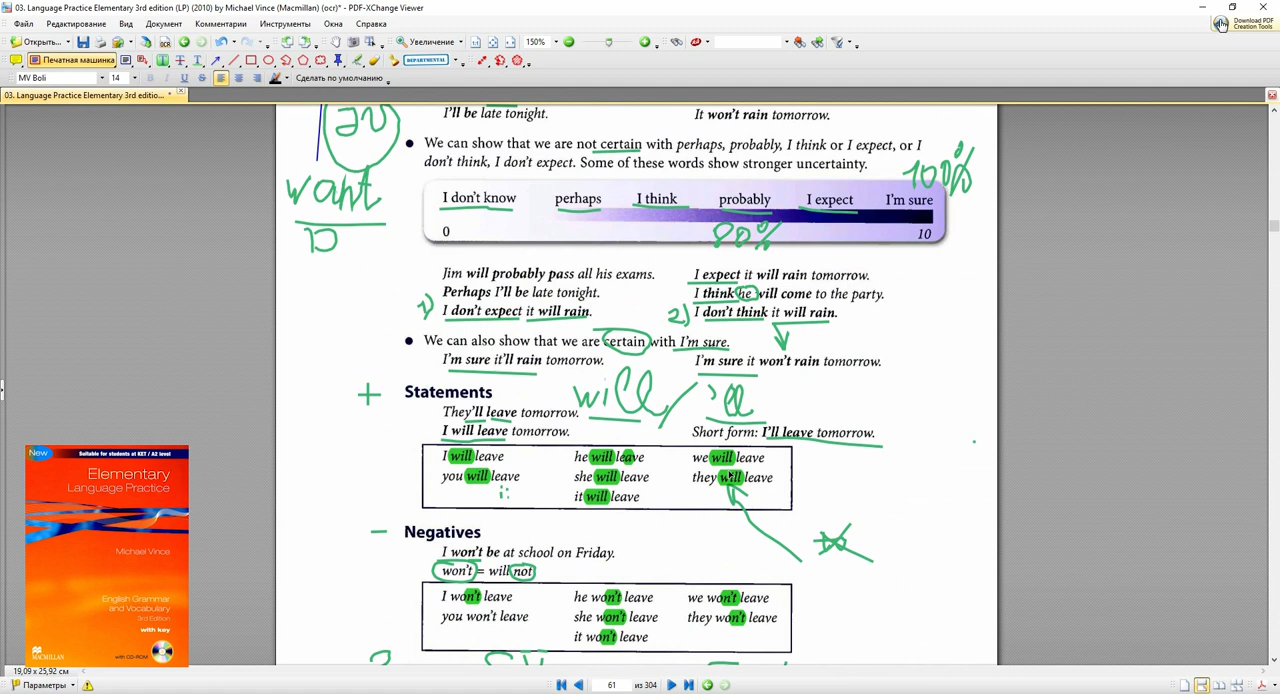 03. Language Practice Elementary 3rd edition (LP) (2010) by Michael Vince (Macmillan) (ocr)* - PDF-XChange Viewer
Файл Редактирование Вид Документ Комментарии Инструменты Окна Справка
Download PDF Creation Tools
Открыть... OCR Увеличение 150%
Печатная машинка DEPARTMENTAL
MV Boli 14 Сделать по умолчанию
03. Language Practice Elementary 3rd editio... *
I'll be late tonight. It won't rain tomorrow.
We can show that we are not certain with perhaps, probably, I think or I expect, or I
don't think, I don't expect. Some of these words show stronger uncertainty.
100%
want
I don't know perhaps I think probably I expect I'm sure
0 80% 10
Jim will probably pass all his exams. I expect it will rain tomorrow.
Perhaps I'll be late tonight. I think he will come to the party.
1) I don't expect it will rain. 2) I don't think it will rain.
We can also show that we are certain with I'm sure.
I'm sure it'll rain tomorrow. I'm sure it won't rain tomorrow.
+ Statements will / 'll
They'll leave tomorrow.
I will leave tomorrow. Short form: I'll leave tomorrow.
I will leave he will leave we will leave
you will leave she will leave they will leave
i: it will leave
- Negatives
I won't be at school on Friday.
won't = will not
I won't leave he won't leave we won't leave
you won't leave she won't leave they won't leave
it won't leave
New Suitable for students at KET / A2 level
Elementary
Language Practice
Michael Vince
English Grammar
and Vocabulary
3rd Edition
with key
MACMILLAN with CD-ROM
19,09 x 25,92 см
Параметры 61 из 304